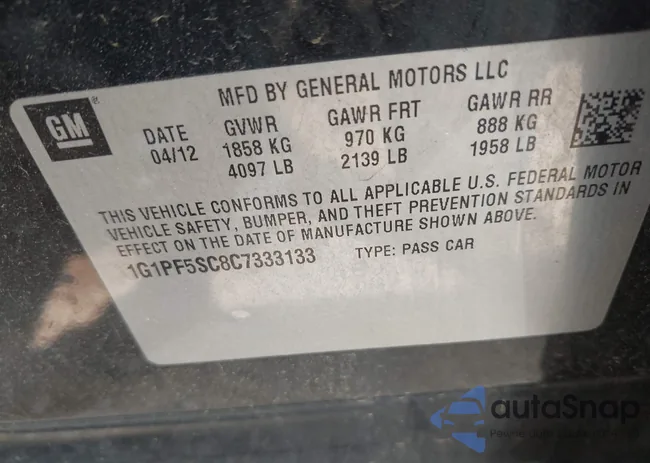 MFD BY GENERAL MOTORS LLC
GM
DATE GVWR GAWR FRT GAWR RR
04/12 1858 KG 970 KG 888 KG
4097 LB 2139 LB 1958 LB
THIS VEHICLE CONFORMS TO ALL APPLICABLE U.S. FEDERAL MOTOR
VEHICLE SAFETY, BUMPER, AND THEFT PREVENTION STANDARDS IN
EFFECT ON THE DATE OF MANUFACTURE SHOWN ABOVE.
1G1PF5SC8C7333133 TYPE: PASS CAR
autaSnap